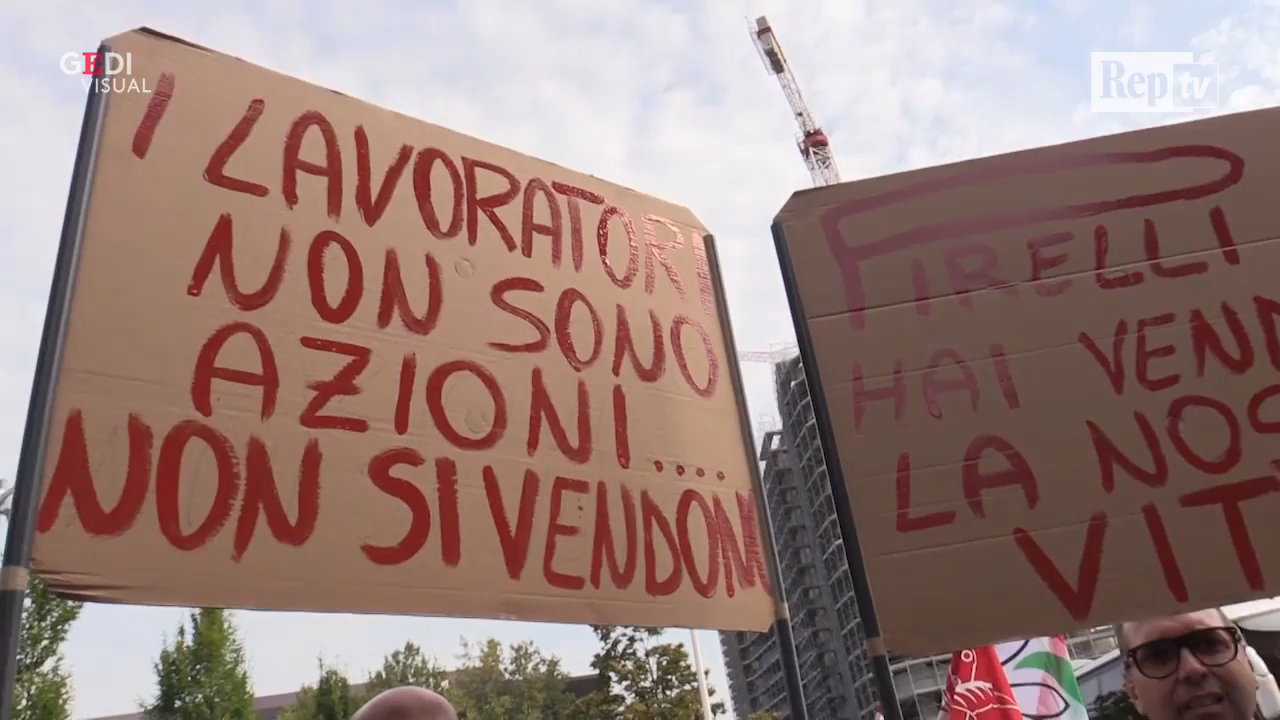 GEDI
VISUAL
Rep tv
I LAVORATORI
NON SONO
AZIONI....
NON SI VENDONO
PIRELLI
HAI
LA